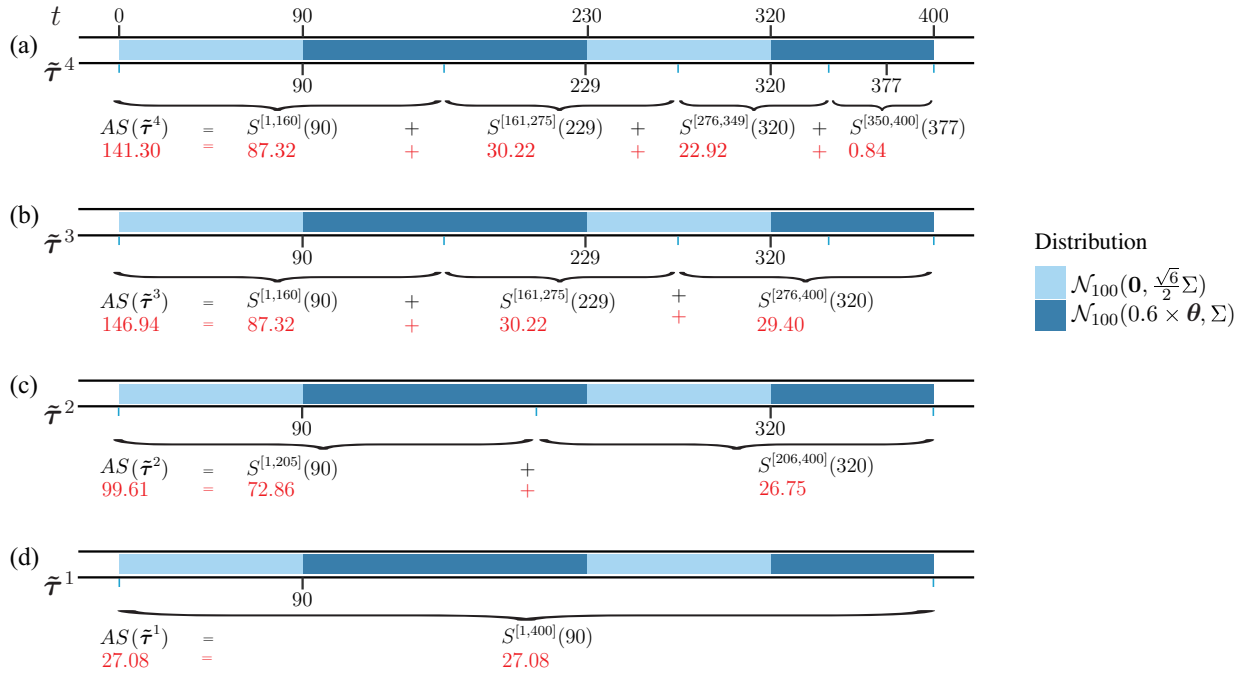 t 0 90 230 320 400
(a)
τ̃⁴
90 229 320 377
AS(τ̃⁴) = S^[1,160](90) + S^[161,275](229) + S^[276,349](320) + S^[350,400](377)
141.30 = 87.32 + 30.22 + 22.92 + 0.84
(b)
τ̃³
90 229 320
AS(τ̃³) = S^[1,160](90) + S^[161,275](229) + S^[276,400](320)
146.94 = 87.32 + 30.22 + 29.40
Distribution
𝒩₁₀₀(0, √6/2 Σ)
𝒩₁₀₀(0.6 × θ, Σ)
(c)
τ̃²
90 320
AS(τ̃²) = S^[1,205](90) + S^[206,400](320)
99.61 = 72.86 + 26.75
(d)
τ̃¹
90
AS(τ̃¹) = S^[1,400](90)
27.08 = 27.08